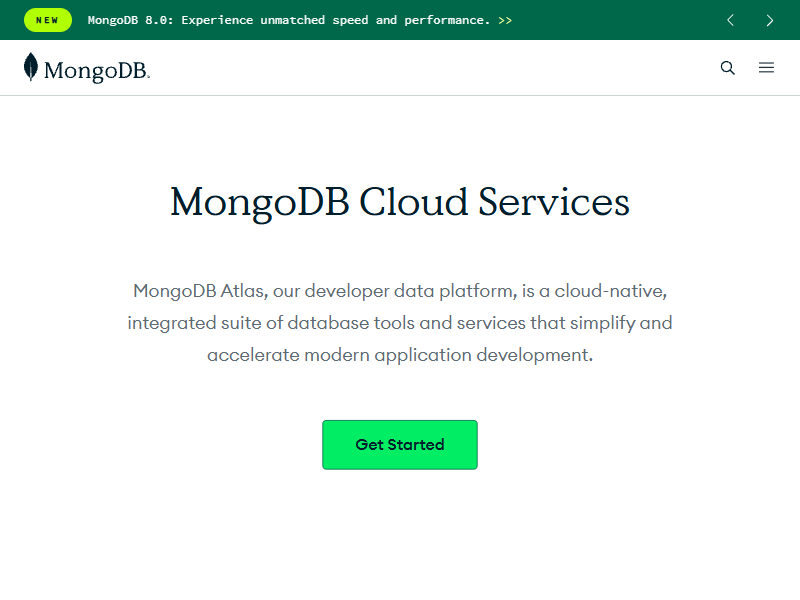 NEW
MongoDB 8.0: Experience unmatched speed and performance. >>
MongoDB.
MongoDB Cloud Services
MongoDB Atlas, our developer data platform, is a cloud-native,
integrated suite of database tools and services that simplify and
accelerate modern application development.
Get Started